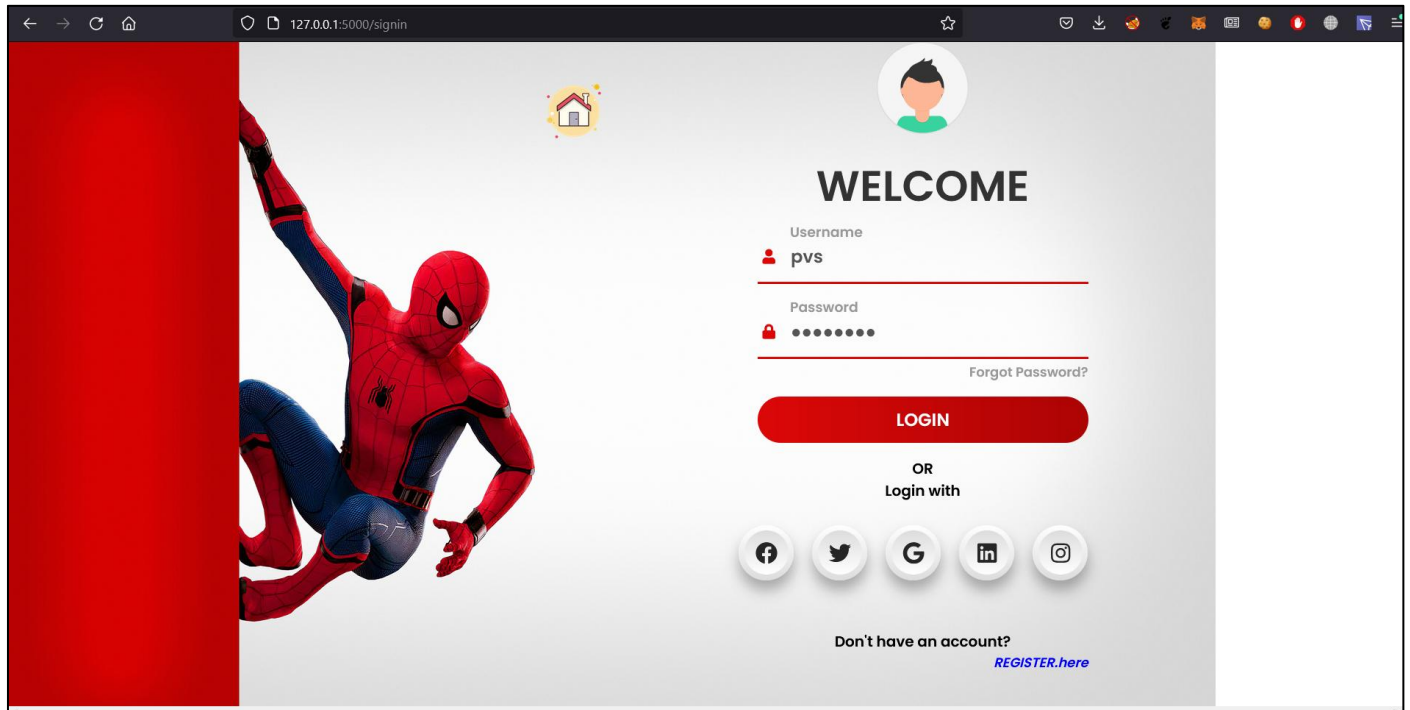 127.0.0.1:5000/signin
WELCOME
Username
pvs
Password
••••••••
Forgot Password?
LOGIN
OR
Login with
Don't have an account?
REGISTER.here